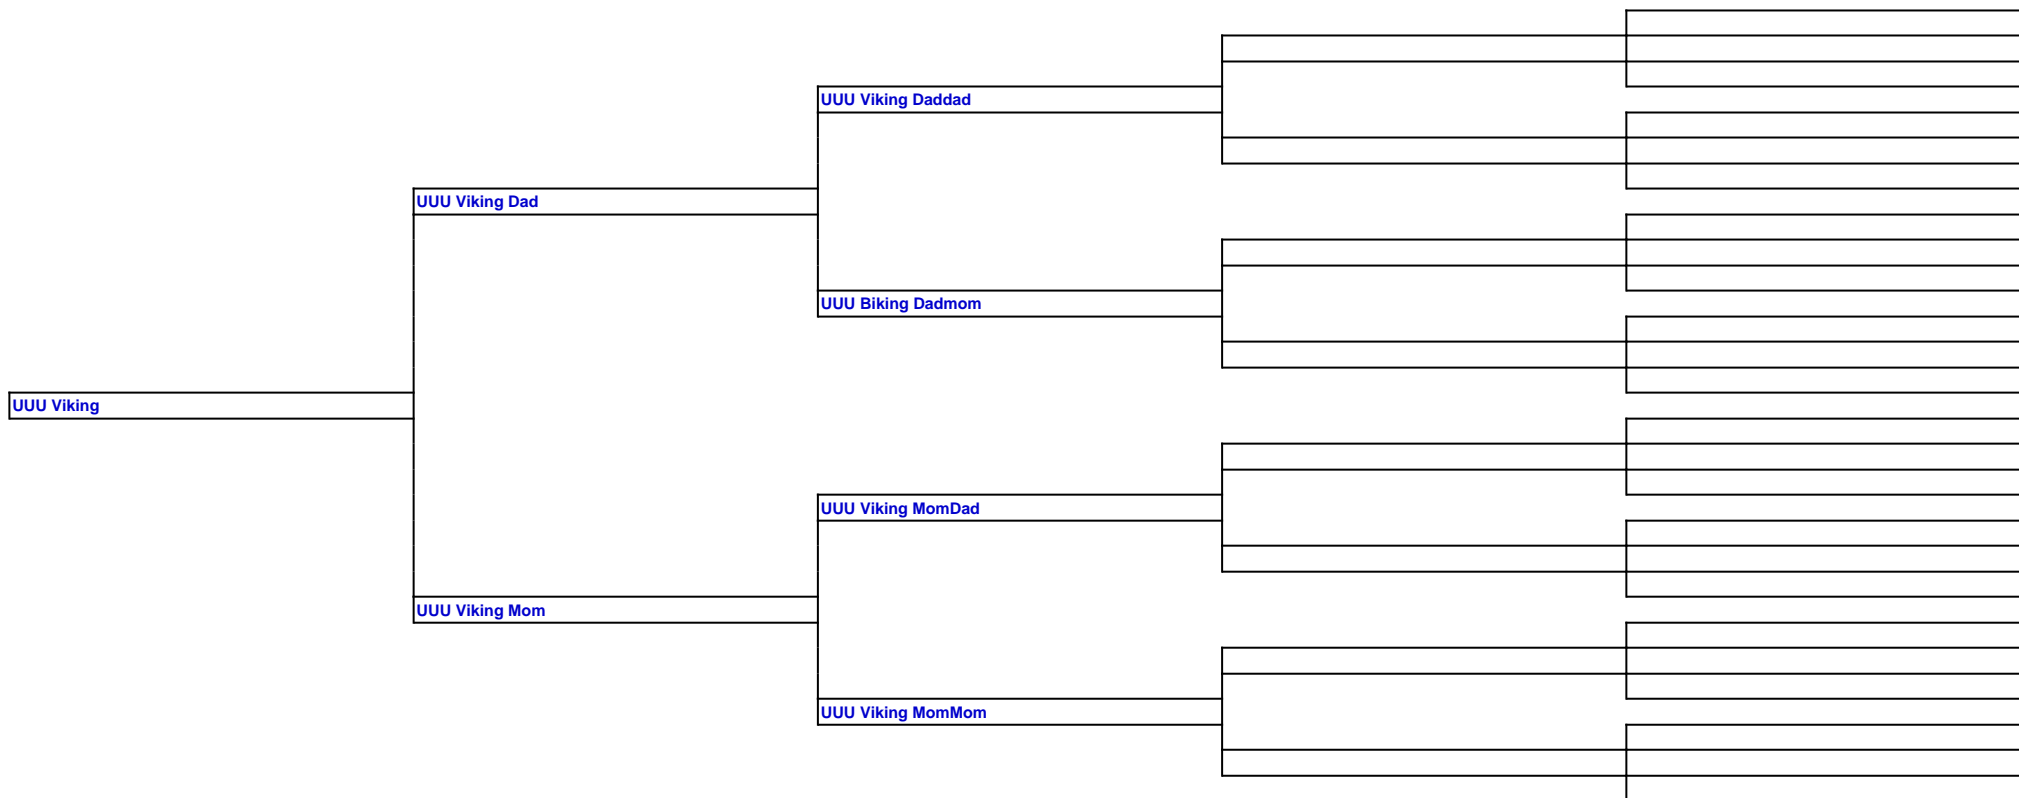 UUU Viking Daddad
UUU Viking Dad
UUU Biking Dadmom
UUU Viking
UUU Viking MomDad
UUU Viking Mom
UUU Viking MomMom